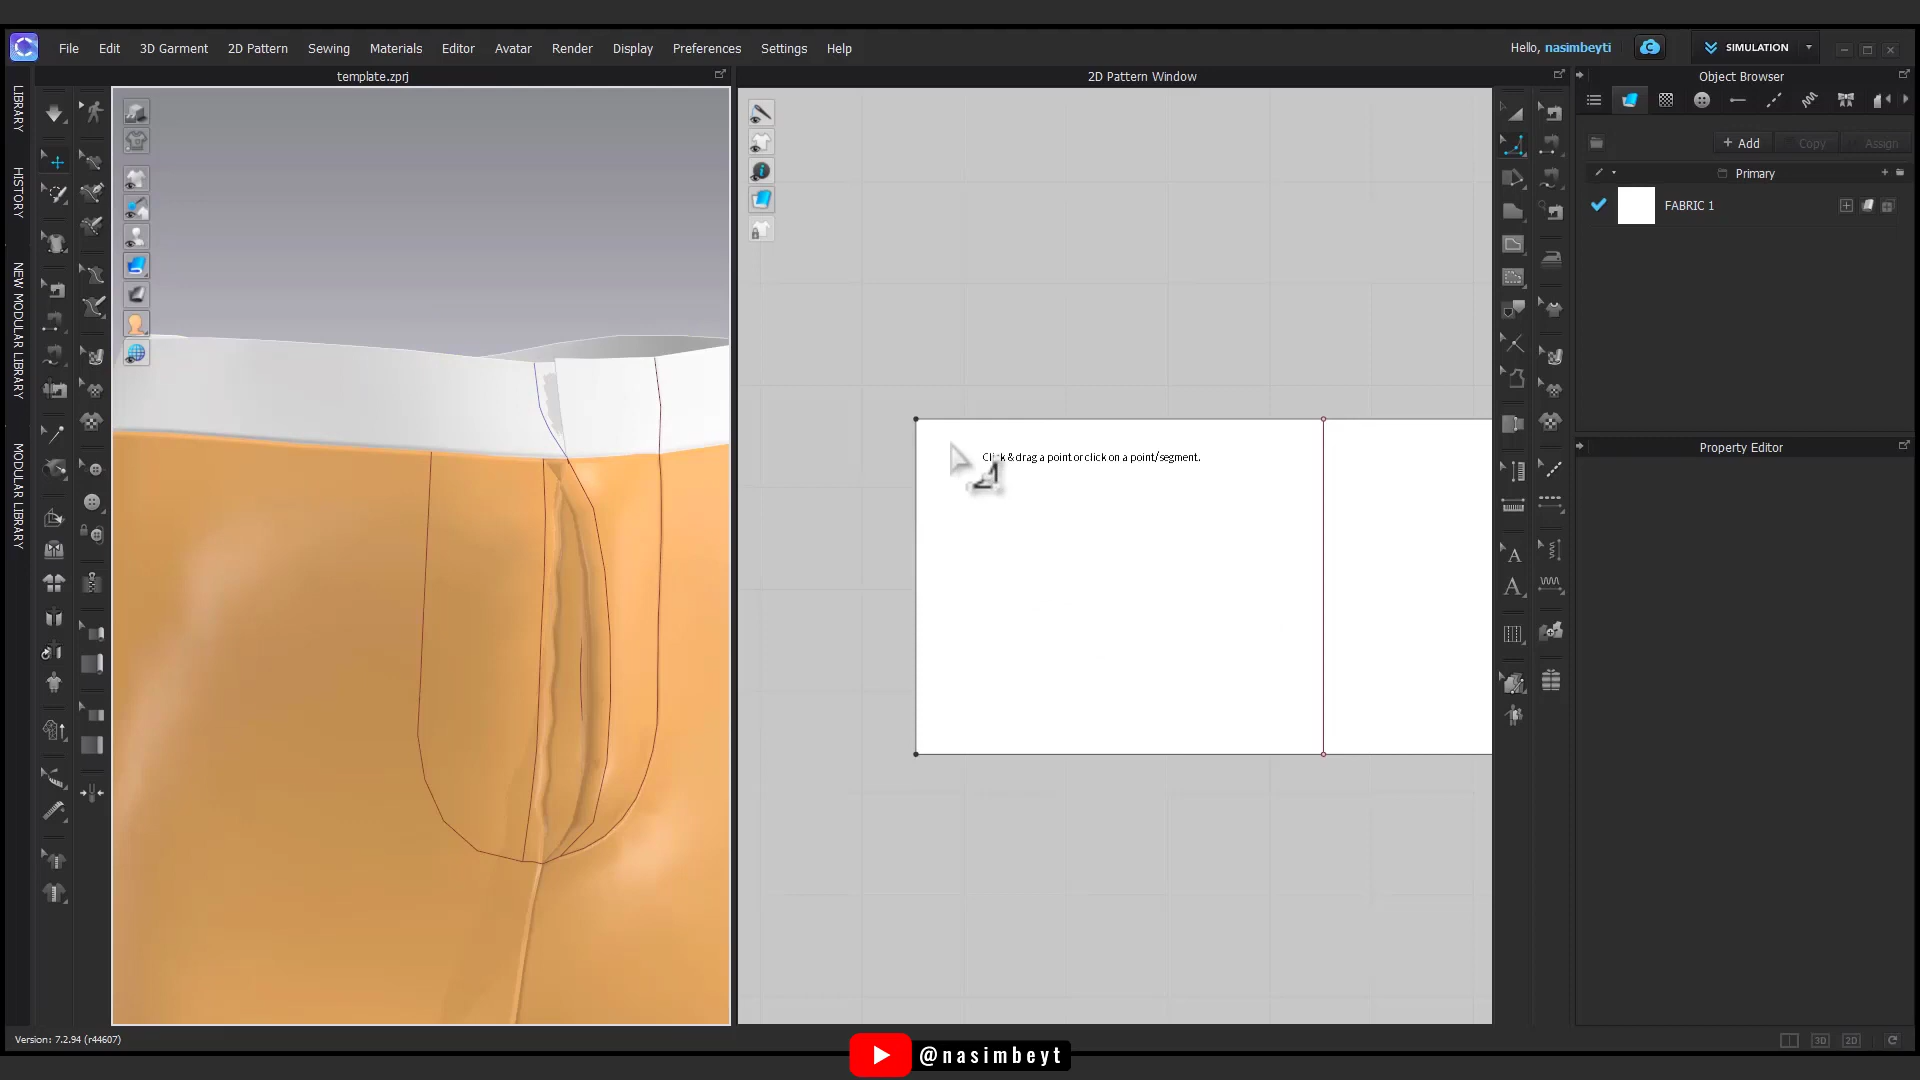 File Edit 3D Garment 2D Pattern Sewing Materials Editor Avatar Render Display Preferences Settings Help
Hello, nasimbeyti
SIMULATION
template.zprj
2D Pattern Window
Object Browser
LIBRARY
HISTORY
NEW MODULAR LIBRARY
MODULAR LIBRARY
+ Add
Copy
Assign
Primary
FABRIC 1
Click & drag a point or click on a point/segment.
Property Editor
Version: 7.2.94 (r44607)
3D
2D
@nasimbeyt